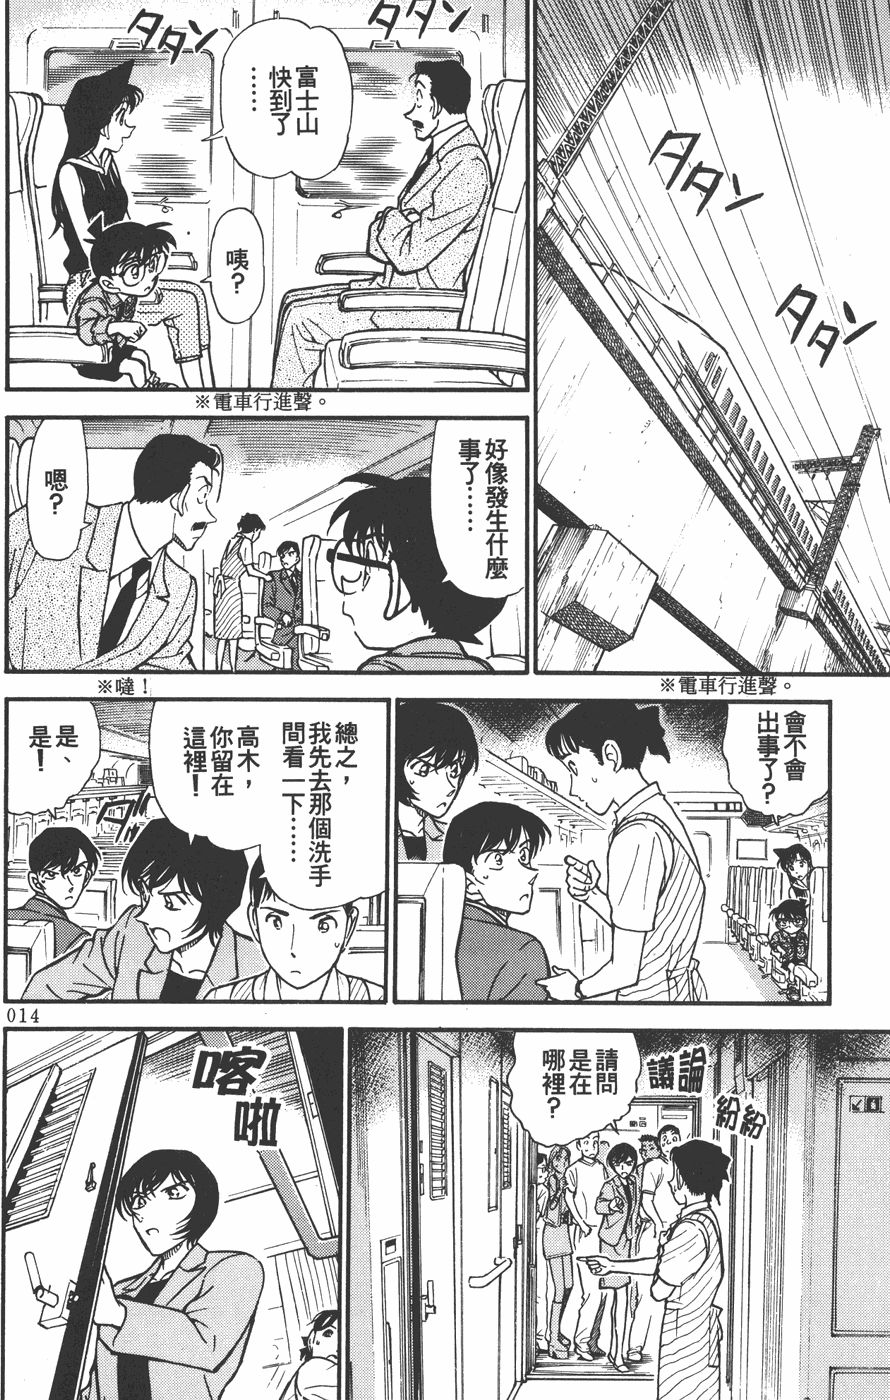 タタン
タタン
※電車行進聲。
タタン
タタン
富士山
快到了
……
咦？
※電車行進聲。
好像發生什麼
事了……
嗯？
※噠！
會不會
出事了？
總之，
我先去那個洗手
間看一下……
高木，
你留在
這裡！
是、
是！
ダッ
014
請問
是在
哪裡？
議論
紛紛
喀
啦